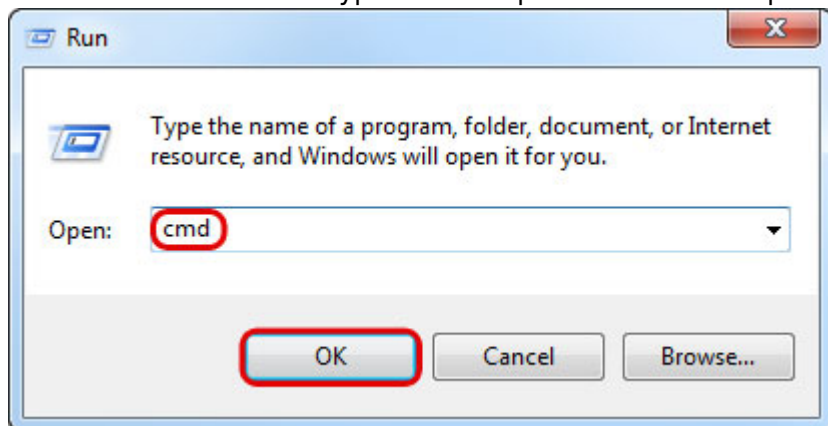 Run
Type the name of a program, folder, document, or Internet
resource, and Windows will open it for you.
Open: cmd
OK Cancel Browse...